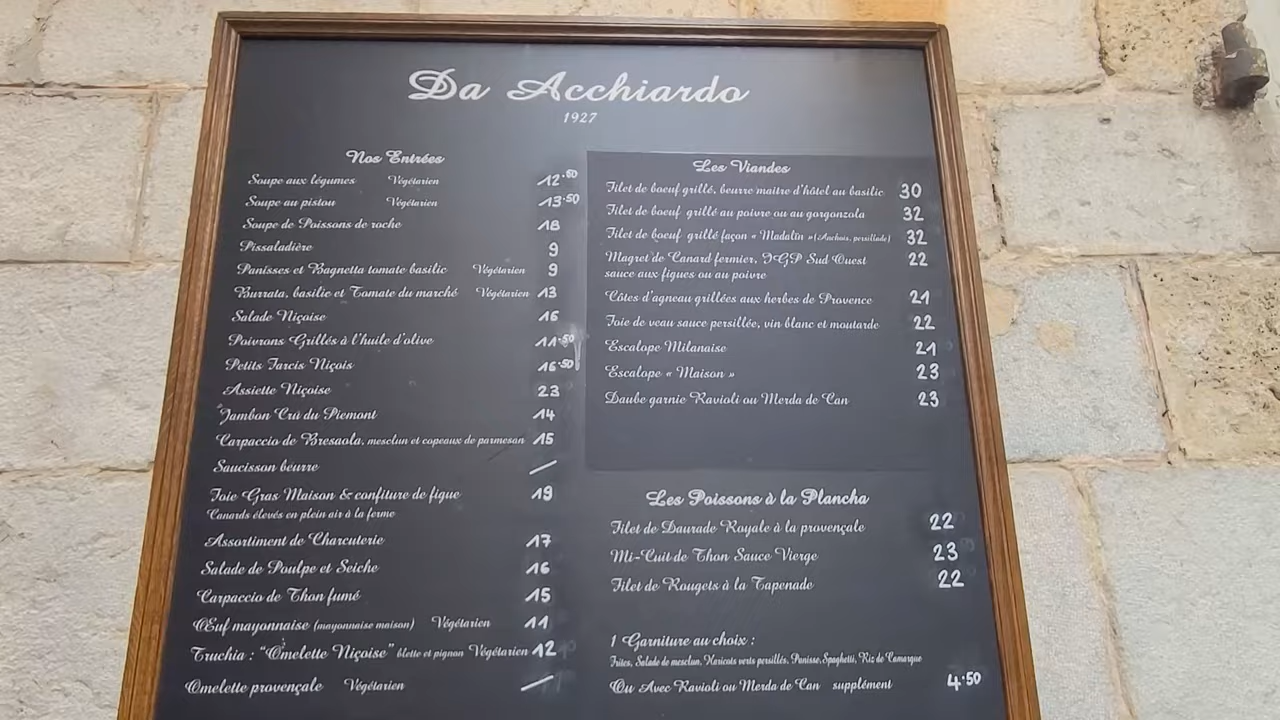 Da Acchiardo
1927
Nos Entrées
Soupe aux légumes Végétarien 12.50
Soupe au pistou Végétarien 13.50
Soupe de Poissons de roche 18
Pissaladière 9
Panisses et Bagnetta tomate basilic Végétarien 9
Burrata, basilic et Tomate du marché Végétarien 13
Salade Niçoise 16
Poivrons Grillés à l'huile d'olive 11.50
Petits Farcis Niçois 16.50
Assiette Niçoise 23
Jambon Cru du Piemont 14
Carpaccio de Bresaola, mesclun et copeaux de parmesan 15
Saucisson beurre /
Foie Gras Maison & confiture de figue 19
Canards élevés en plein air à la ferme
Assortiment de Charcuterie 17
Salade de Poulpe et Seiche 16
Carpaccio de Thon fumé 15
Œuf mayonnaise (mayonnaise maison) Végétarien 11
Truchia : "Omelette Niçoise" blette et pignon Végétarien 12
Omelette provençale Végétarien /
Les Viandes
Filet de boeuf grillé, beurre maitre d'hôtel au basilic 30
Filet de boeuf grillé au poivre ou au gorgonzola 32
Filet de boeuf grillé façon « Madalin » (Anchois, persillade) 32
Magret de Canard fermier, IGP Sud Ouest 22
sauce aux figues ou au poivre
Côtes d'agneau grillées aux herbes de Provence 21
Foie de veau sauce persillée, vin blanc et moutarde 22
Escalope Milanaise 21
Escalope « Maison » 23
Daube garnie Ravioli ou Merda de Can 23
Les Poissons à la Plancha
Filet de Daurade Royale à la provençale 22
Mi-Cuit de Thon Sauce Vierge 23
Filet de Rougets à la Tapenade 22
1 Garniture au choix :
Frites, Salade de mesclun, Haricots verts persillés, Panisse, Spaghetti, Riz de Camargue
Ou Avec Ravioli ou Merda de Can supplément 4.50